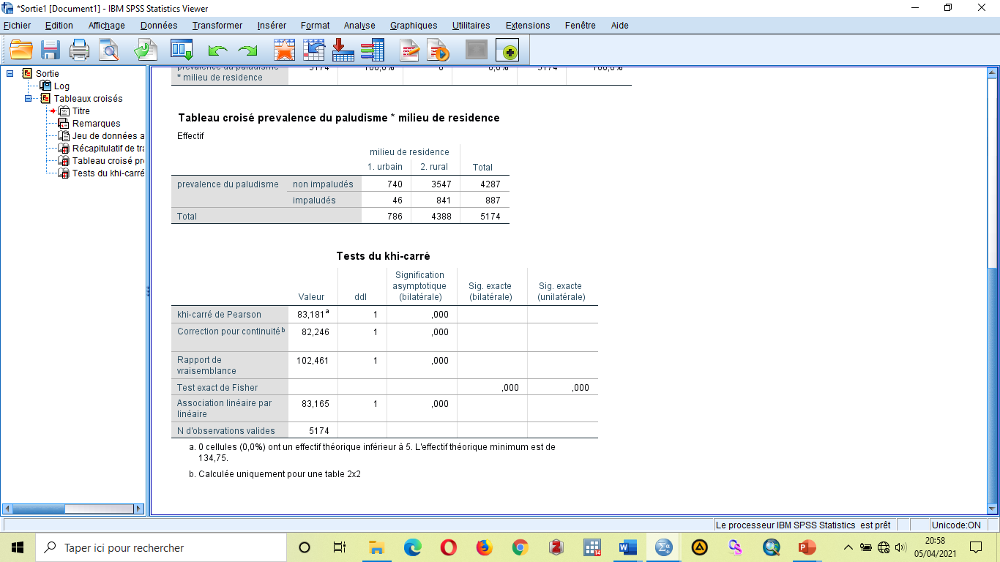 *Sortie1 [Document1] - IBM SPSS Statistics Viewer
Fichier Edition Affichage Données Transformer Insérer Format Analyse Graphiques Utilitaires Extensions Fenêtre Aide
Sortie
Log
Tableaux croisés
Titre
Remarques
Jeu de données a
Récapitulatif de tra
Tableau croisé pr
Tests du khi-carré
prevalence du paludisme 5174 100,0% 0 0,0% 5174 100,0%
* milieu de residence
Tableau croisé prevalence du paludisme * milieu de residence
Effectif
milieu de residence
1. urbain 2. rural Total
prevalence du paludisme non impaludés 740 3547 4287
impaludés 46 841 887
Total 786 4388 5174
Tests du khi-carré
Signification
asymptotique Sig. exacte Sig. exacte
Valeur ddl (bilatérale) (bilatérale) (unilatérale)
khi-carré de Pearson 83,181a 1 ,000
Correction pour continuitéb 82,246 1 ,000
Rapport de 102,461 1 ,000
vraisemblance
Test exact de Fisher ,000 ,000
Association linéaire par 83,165 1 ,000
linéaire
N d'observations valides 5174
a. 0 cellules (0,0%) ont un effectif théorique inférieur à 5. L'effectif théorique minimum est de
134,75.
b. Calculée uniquement pour une table 2x2
Le processeur IBM SPSS Statistics est prêt Unicode:ON
Taper ici pour rechercher
14
20:58
05/04/2021